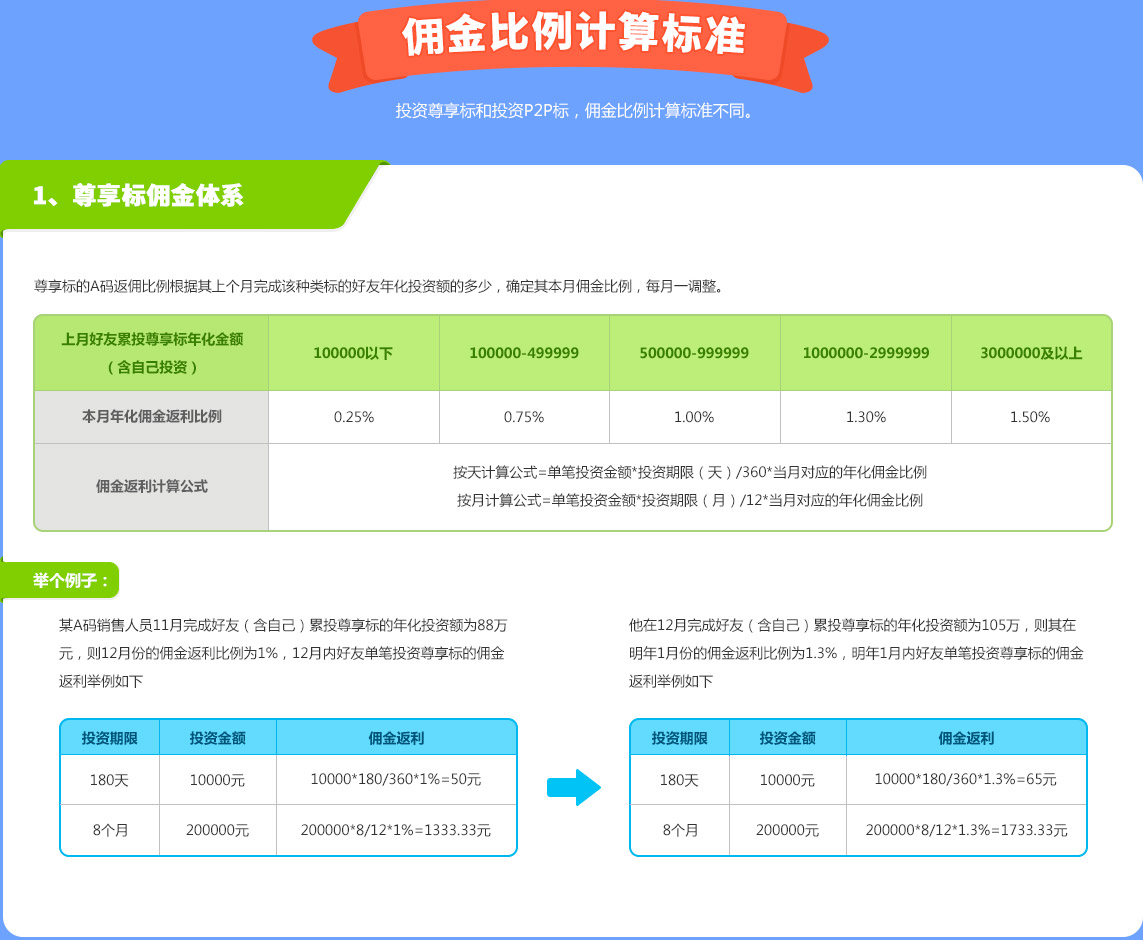 佣金比例计算标准
投资尊享标和投资P2P标，佣金比例计算标准不同。
1、尊享标佣金体系
尊享标的A码返佣比例根据其上个月完成该种类标的好友年化投资额的多少，确定其本月佣金比例，每月一调整。
上月好友累投尊享标年化金额
（含自己投资）
100000以下
100000-499999
500000-999999
1000000-2999999
3000000及以上
本月年化佣金返利比例
0.25%
0.75%
1.00%
1.30%
1.50%
佣金返利计算公式
按天计算公式=单笔投资金额*投资期限（天）/360*当月对应的年化佣金比例
按月计算公式=单笔投资金额*投资期限（月）/12*当月对应的年化佣金比例
举个例子：
某A码销售人员11月完成好友（含自己）累投尊享标的年化投资额为88万
元，则12月份的佣金返利比例为1%，12月内好友单笔投资尊享标的佣金
返利举例如下
投资期限
投资金额
佣金返利
180天
10000元
10000*180/360*1%=50元
8个月
200000元
200000*8/12*1%=1333.33元
他在12月完成好友（含自己）累投尊享标的年化投资额为105万，则其在
明年1月份的佣金返利比例为1.3%，明年1月内好友单笔投资尊享标的佣金
返利举例如下
投资期限
投资金额
佣金返利
180天
10000元
10000*180/360*1.3%=65元
8个月
200000元
200000*8/12*1.3%=1733.33元